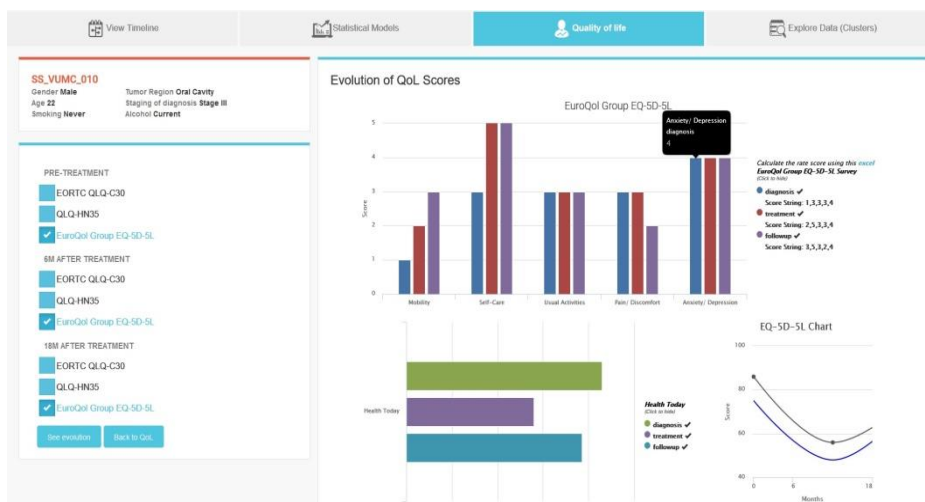 View Timeline
Statistical Models
Quality of life
Explore Data (Clusters)
SS_VUMC_010
Gender Male
Tumor Region Oral Cavity
Age 22
Staging of diagnosis Stage III
Smoking Never
Alcohol Current
PRE-TREATMENT
EORTC QLQ-C30
QLQ-HN35
EuroQol Group EQ-5D-5L
6M AFTER TREATMENT
EORTC QLQ-C30
QLQ-HN35
EuroQol Group EQ-5D-5L
18M AFTER TREATMENT
EORTC QLQ-C30
QLQ-HN35
EuroQol Group EQ-5D-5L
See evolution
Back to QoL
Evolution of QoL Scores
EuroQol Group EQ-5D-5L
Anxiety/ Depression
diagnosis
4
Score
5
4
3
2
1
0
Mobility
Self-Care
Usual Activities
Pain/ Discomfort
Anxiety/ Depression
Calculate the rate score using this excel
EuroQol Group EQ-5D-5L Survey
(Click to hide)
diagnosis ✔
Score String: 1,3,3,3,4
treatment ✔
Score String: 2,5,3,3,4
followup ✔
Score String: 3,5,3,2,4
Health Today
Health Today
(Click to hide)
diagnosis ✔
treatment ✔
followup ✔
EQ-5D-5L Chart
Score
100
80
60
40
0
6
18
Months